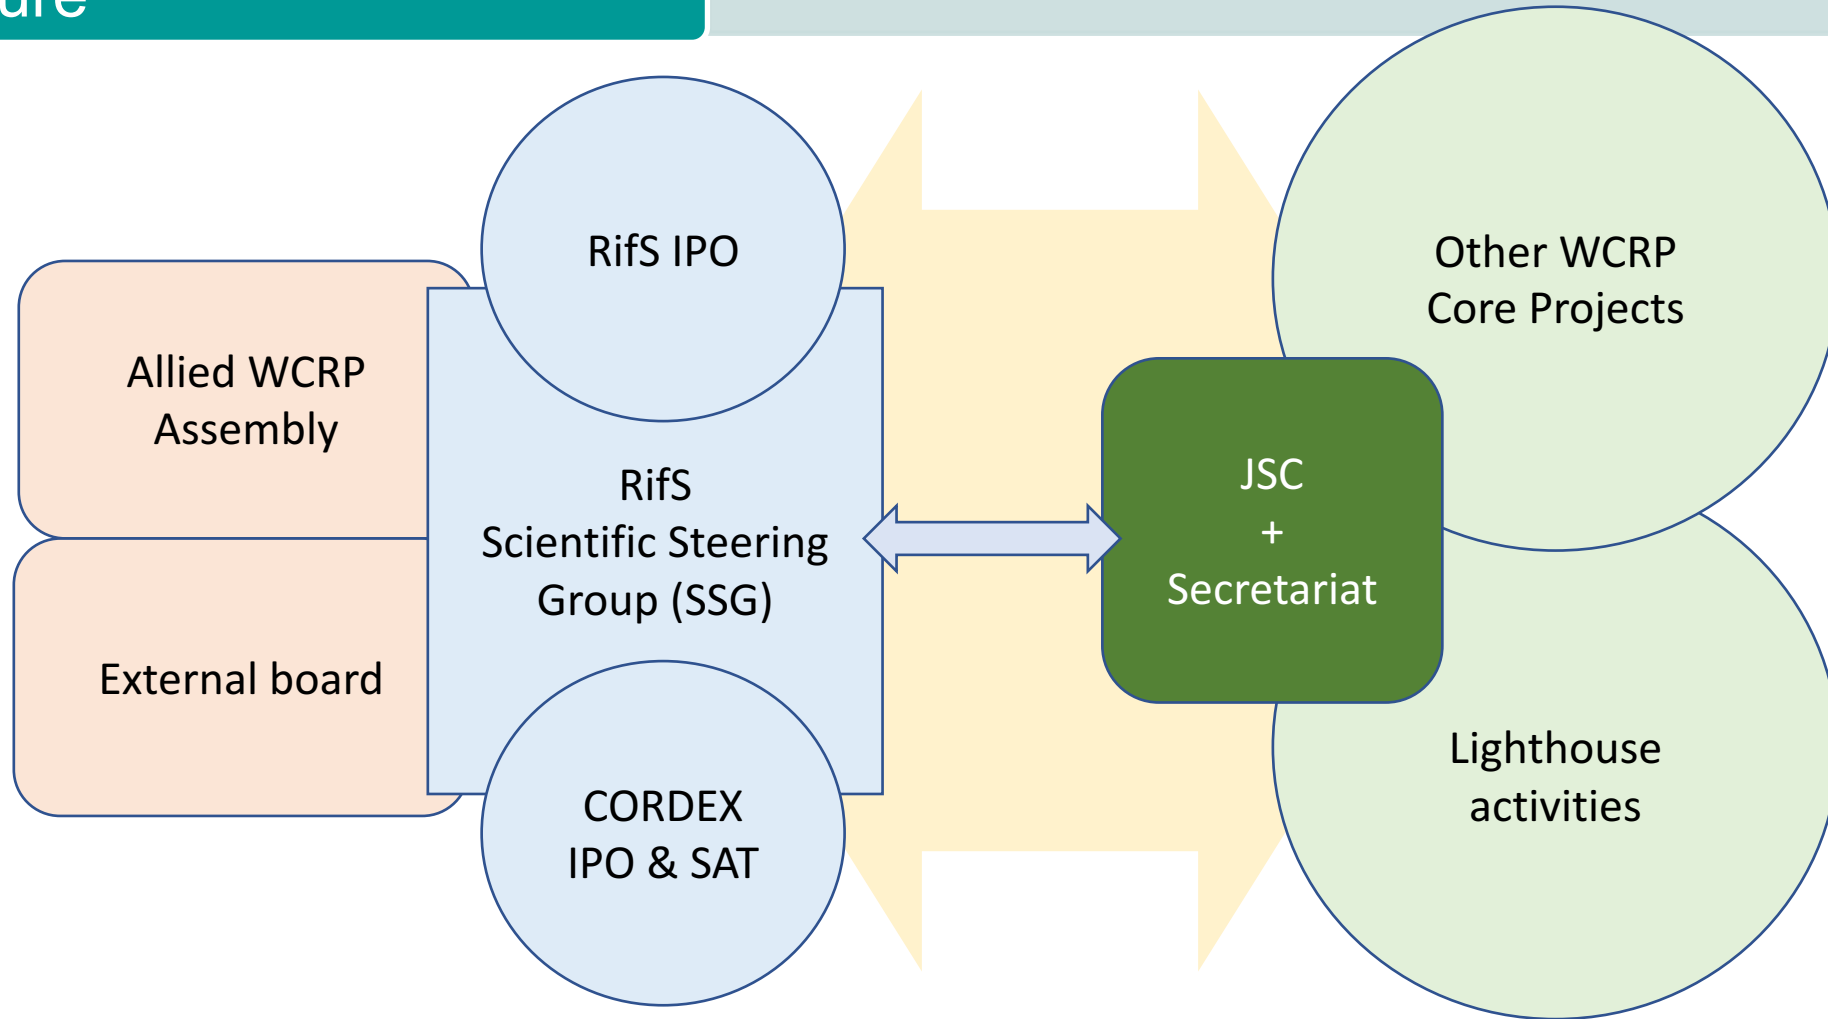 RifS IPO
Allied WCRP
Assembly
External board
RifS
Scientific Steering
Group (SSG)
CORDEX
IPO & SAT
JSC
+
Secretariat
Other WCRP
Core Projects
Lighthouse
activities